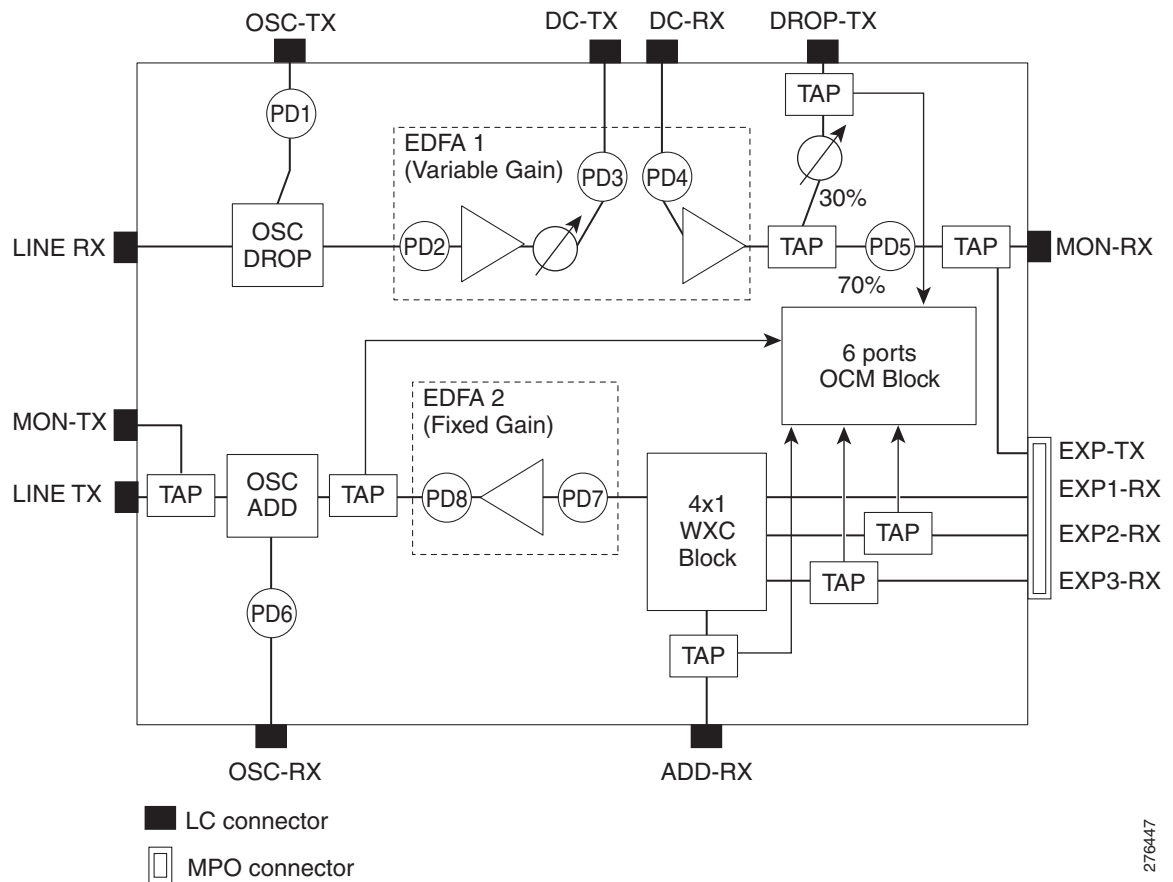 OSC-TX
DC-TX
DC-RX
DROP-TX
TAP
PD1
EDFA 1
(Variable Gain)
PD3
PD4
30%
LINE RX
OSC
DROP
PD2
TAP
PD5
TAP
MON-RX
70%
6 ports
OCM Block
EDFA 2
(Fixed Gain)
MON-TX
LINE TX
TAP
OSC
ADD
TAP
PD8
PD7
4x1
WXC
Block
EXP-TX
EXP1-RX
TAP
EXP2-RX
TAP
EXP3-RX
PD6
TAP
OSC-RX
ADD-RX
LC connector
MPO connector
276447